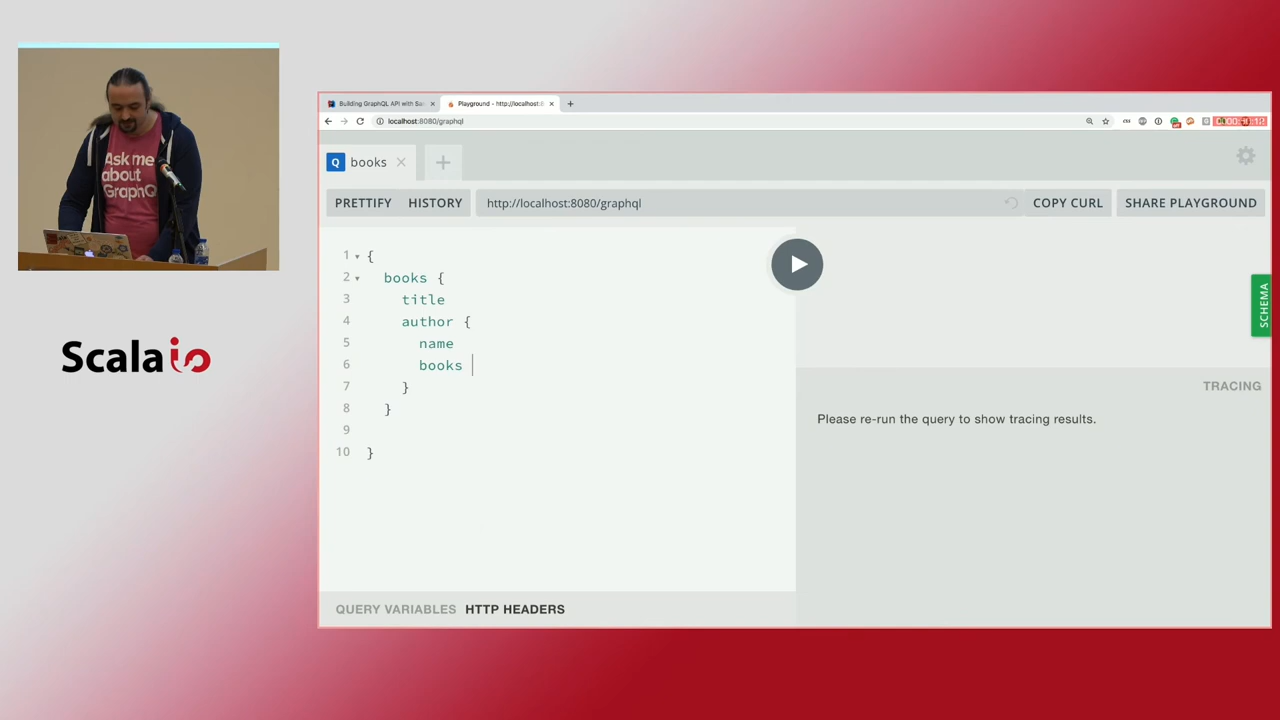 Ask me
about
GraphQ
Scala io
Building GraphQL API with San
Playground - http://localhost:8
localhost:8080/graphql
Q books
PRETTIFY HISTORY http://localhost:8080/graphql COPY CURL SHARE PLAYGROUND
1 {
2 books {
3 title
4 author {
5 name
6 books
7 }
8 }
9
10 }
SCHEMA
TRACING
Please re-run the query to show tracing results.
QUERY VARIABLES HTTP HEADERS